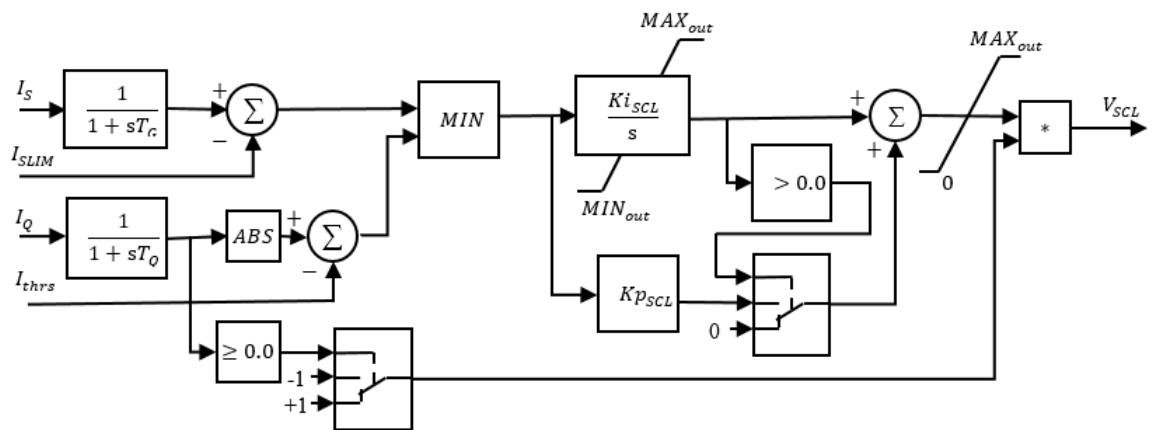 MAX_out
MAX_out
I_S
1
1 + sT_G
+
Σ
−
MIN
Ki_SCL
s
+
Σ
+
*
V_SCL
I_SLIM
0
> 0.0
MIN_out
I_Q
1
1 + sT_Q
ABS
+
Σ
−
I_thrs
Kp_SCL
0
≥ 0.0
-1
+1